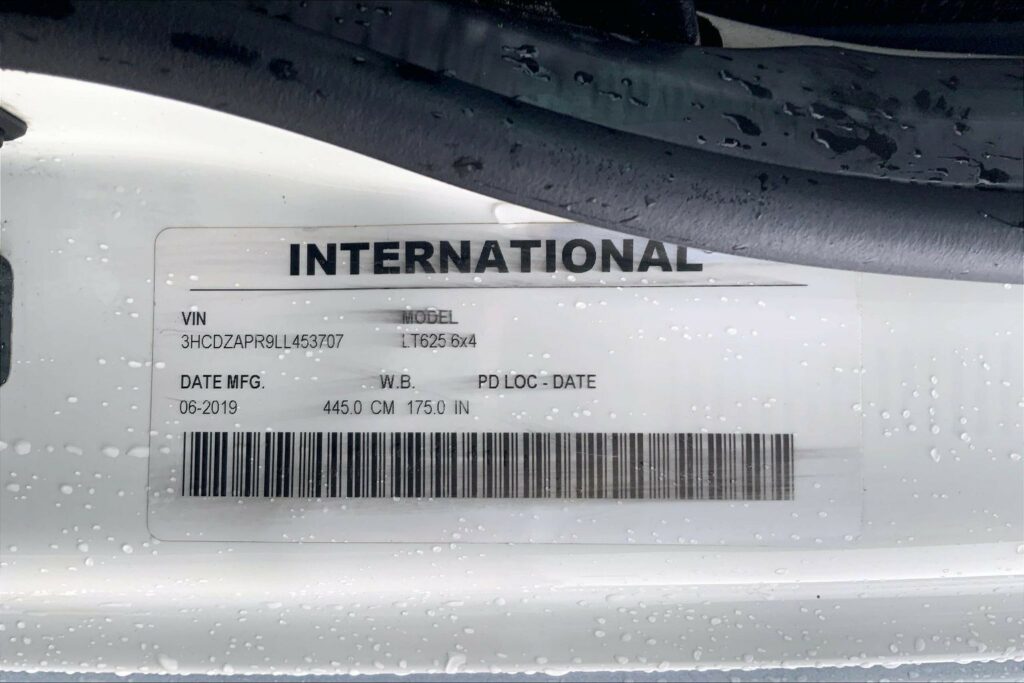 INTERNATIONAL
VIN MODEL
3HCDZAPR9LL453707 LT625 6x4
DATE MFG. W.B. PD LOC - DATE
06-2019 445.0 CM 175.0 IN